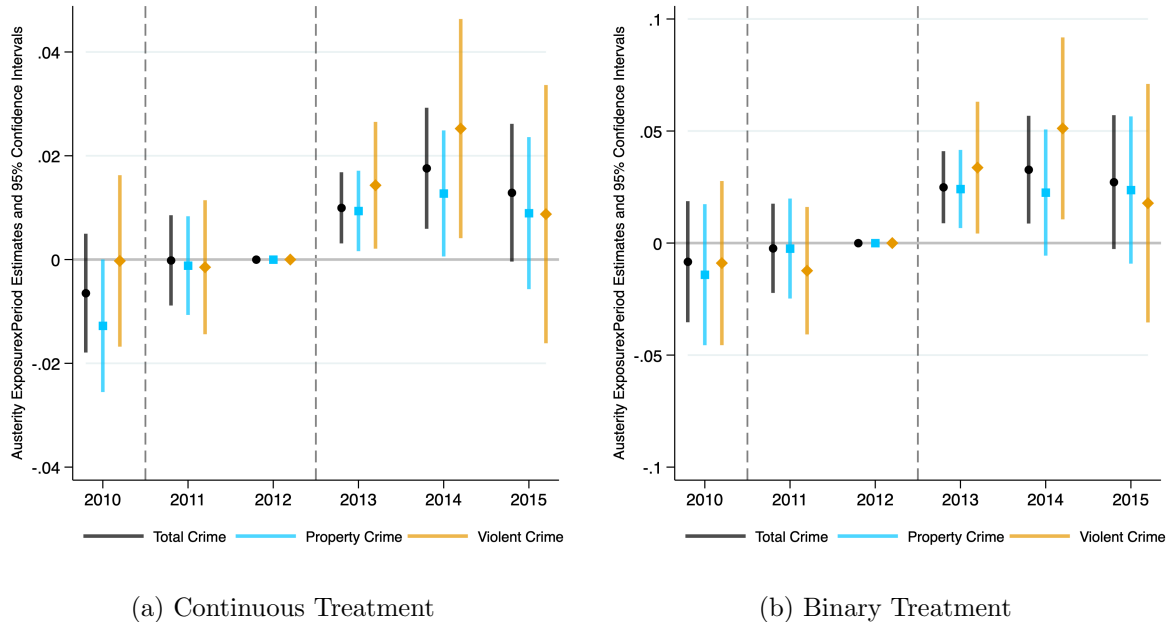 Austerity ExposurexPeriod Estimates and 95% Confidence Intervals
.04
.02
0
-.02
-.04
2010 2011 2012 2013 2014 2015
Total Crime Property Crime Violent Crime
(a) Continuous Treatment
Austerity ExposurexPeriod Estimates and 95% Confidence Intervals
.1
.05
0
-.05
-.1
2010 2011 2012 2013 2014 2015
Total Crime Property Crime Violent Crime
(b) Binary Treatment